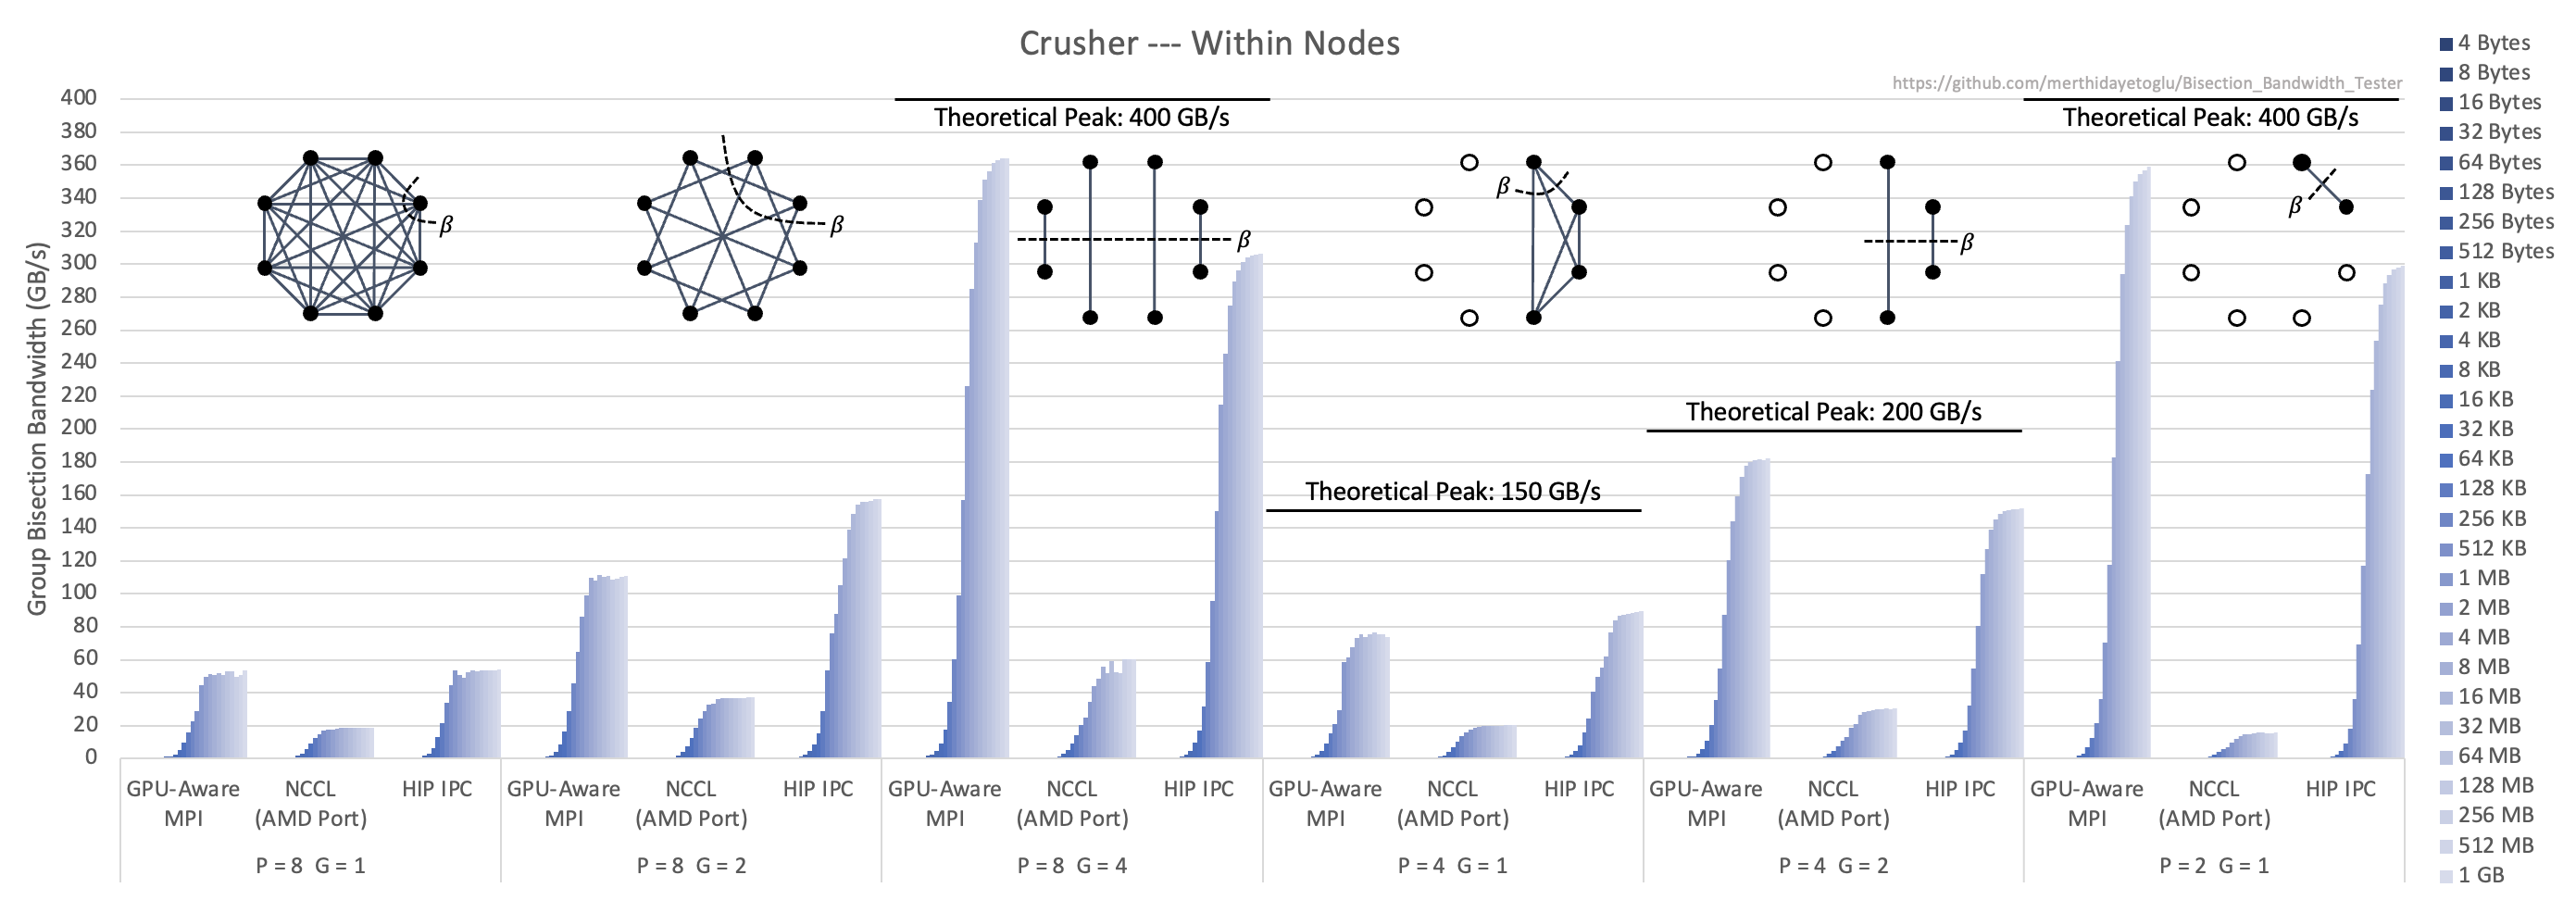 Crusher --- Within Nodes
https://github.com/merthidayetoglu/Bisection_Bandwidth_Tester
Group Bisection Bandwidth (GB/s)
400
380
360
340
320
300
280
260
240
220
200
180
160
140
120
100
80
60
40
20
0
β
β
Theoretical Peak: 400 GB/s
β
β
Theoretical Peak: 150 GB/s
β
Theoretical Peak: 200 GB/s
Theoretical Peak: 400 GB/s
β
GPU-Aware
MPI
NCCL
(AMD Port)
HIP IPC
P = 8 G = 1
GPU-Aware
MPI
NCCL
(AMD Port)
HIP IPC
P = 8 G = 2
GPU-Aware
MPI
NCCL
(AMD Port)
HIP IPC
P = 8 G = 4
GPU-Aware
MPI
NCCL
(AMD Port)
HIP IPC
P = 4 G = 1
GPU-Aware
MPI
NCCL
(AMD Port)
HIP IPC
P = 4 G = 2
GPU-Aware
MPI
NCCL
(AMD Port)
HIP IPC
P = 2 G = 1
4 Bytes
8 Bytes
16 Bytes
32 Bytes
64 Bytes
128 Bytes
256 Bytes
512 Bytes
1 KB
2 KB
4 KB
8 KB
16 KB
32 KB
64 KB
128 KB
256 KB
512 KB
1 MB
2 MB
4 MB
8 MB
16 MB
32 MB
64 MB
128 MB
256 MB
512 MB
1 GB